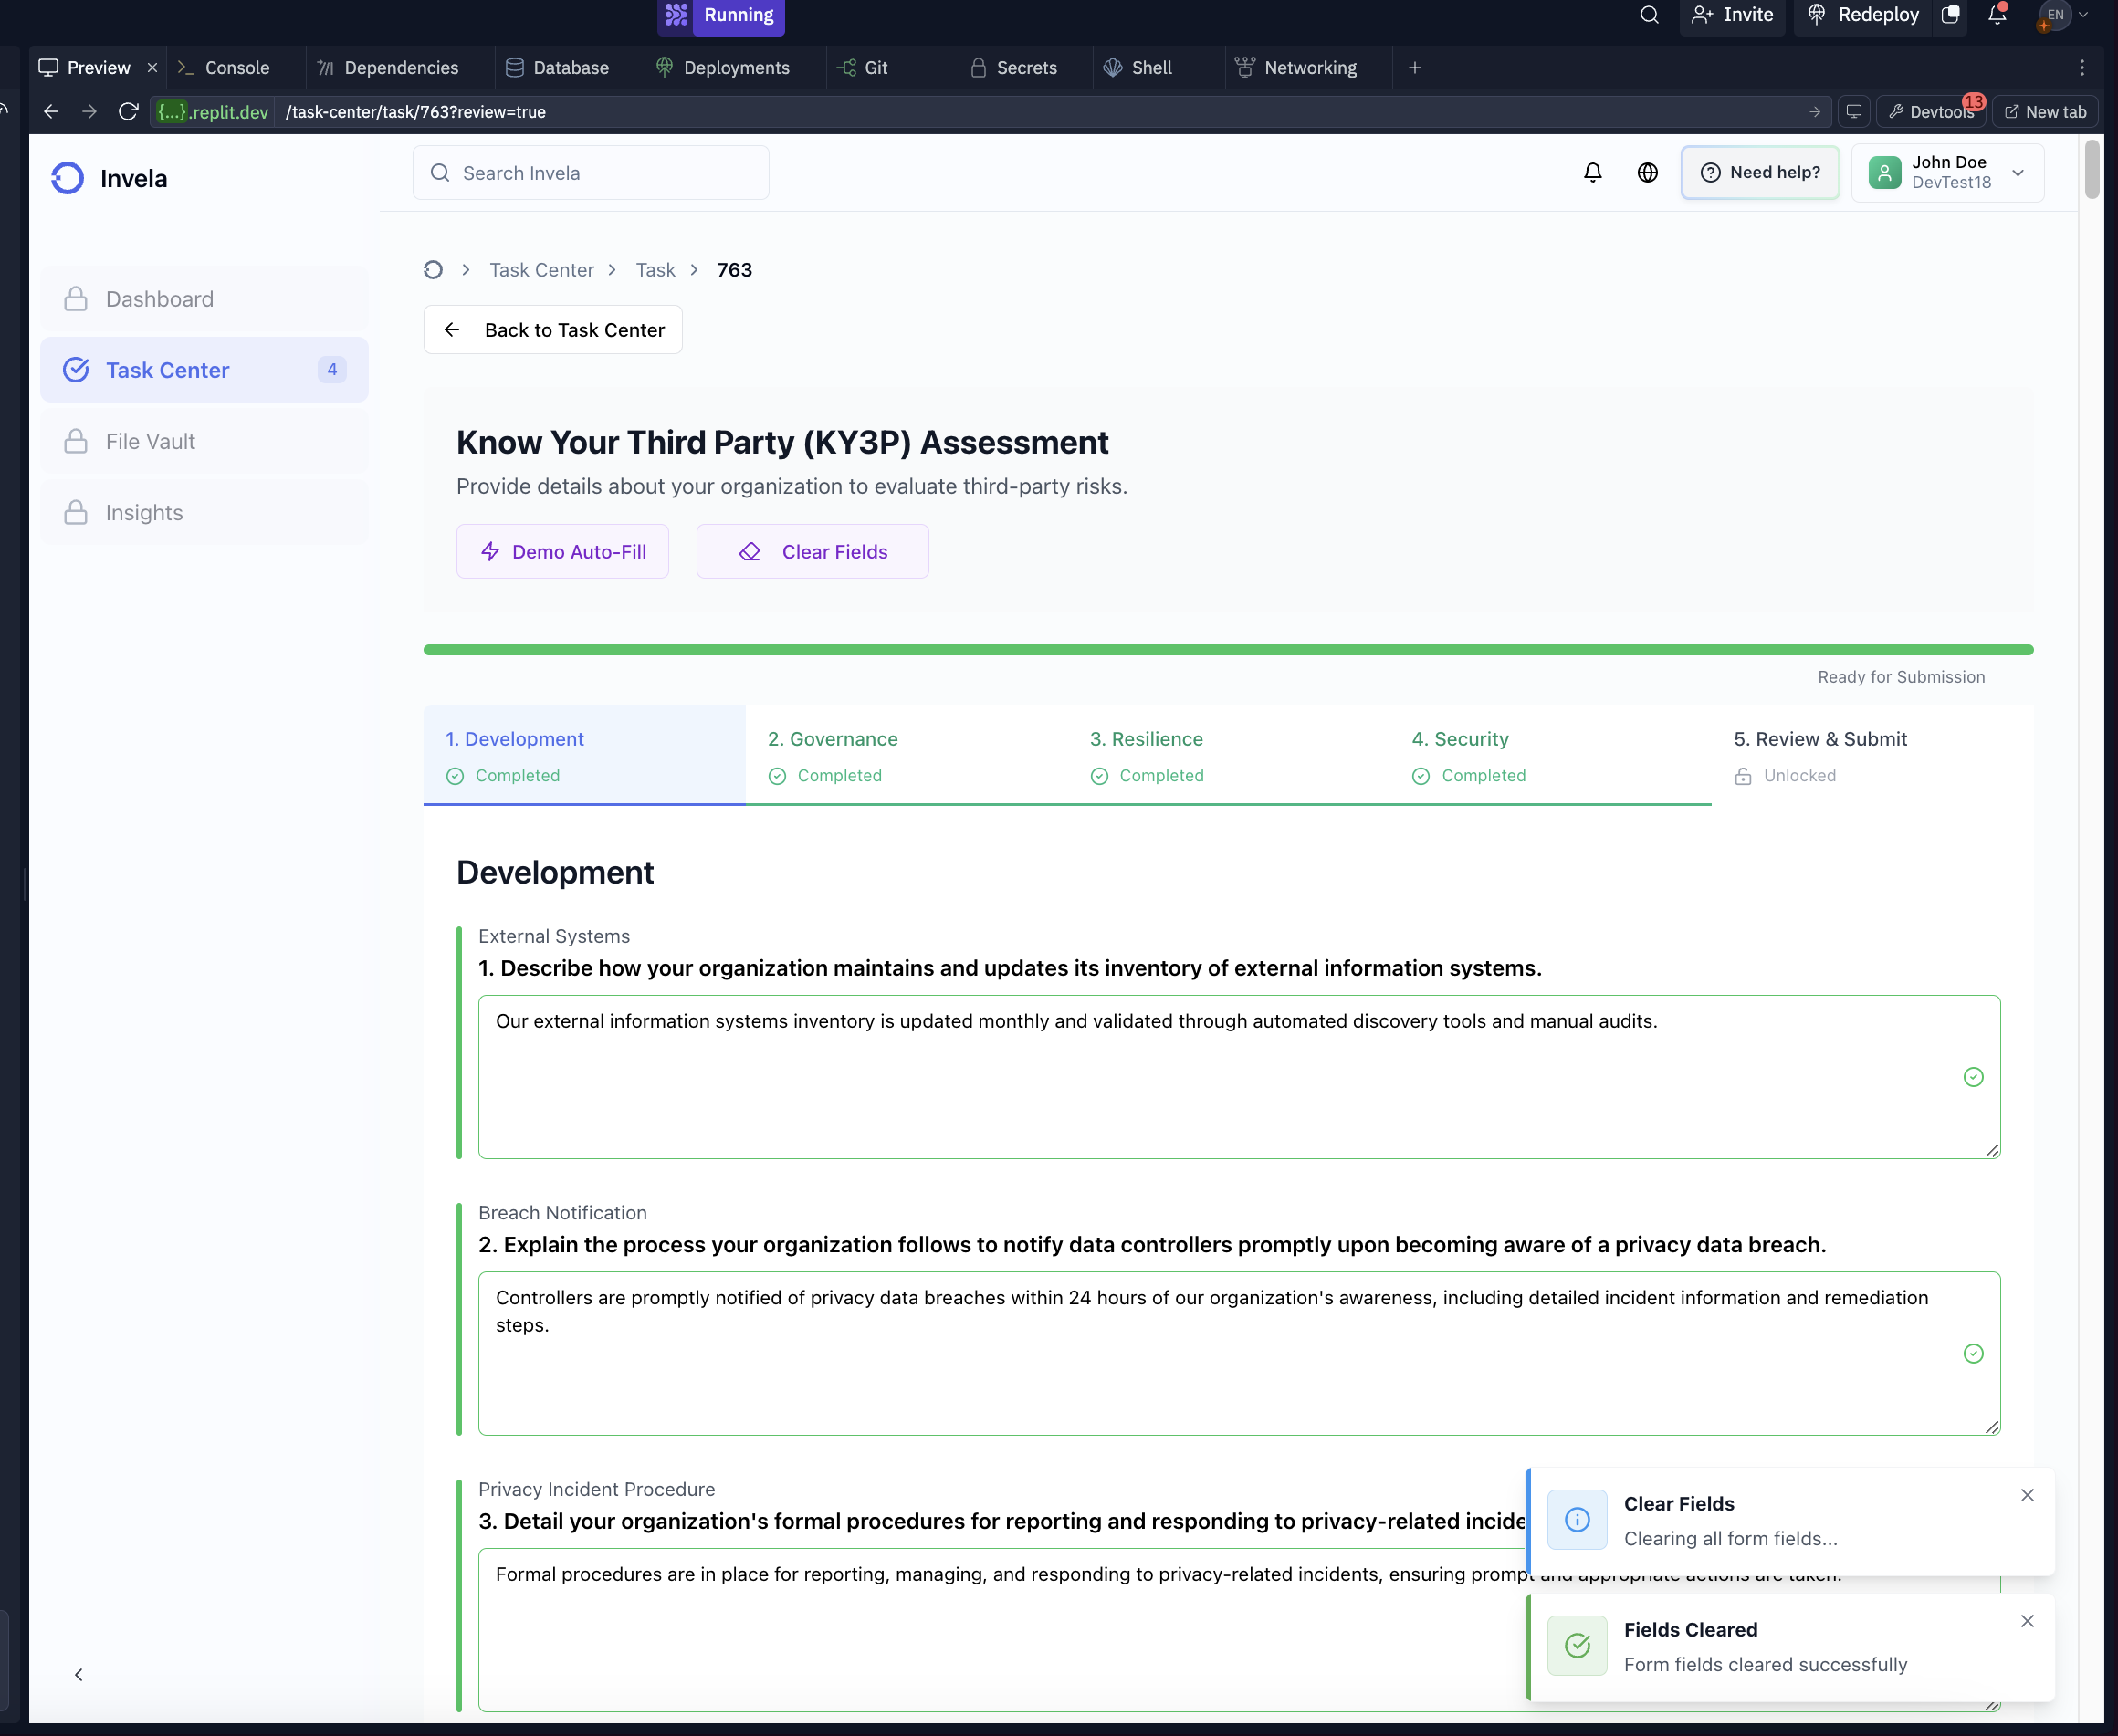 Running
Invite
Redeploy
EN
Preview
Console
Dependencies
Database
Deployments
Git
Secrets
Shell
Networking
{...}.replit.dev
/task-center/task/763?review=true
Devtools
13
New tab
Invela
Search Invela
Need help?
John Doe
DevTest18
Dashboard
Task Center
4
File Vault
Insights
Task Center
Task
763
Back to Task Center
Know Your Third Party (KY3P) Assessment
Provide details about your organization to evaluate third-party risks.
Demo Auto-Fill
Clear Fields
Ready for Submission
1. Development
Completed
2. Governance
Completed
3. Resilience
Completed
4. Security
Completed
5. Review & Submit
Unlocked
Development
External Systems
1. Describe how your organization maintains and updates its inventory of external information systems.
Our external information systems inventory is updated monthly and validated through automated discovery tools and manual audits.
Breach Notification
2. Explain the process your organization follows to notify data controllers promptly upon becoming aware of a privacy data breach.
Controllers are promptly notified of privacy data breaches within 24 hours of our organization's awareness, including detailed incident information and remediation
steps.
Privacy Incident Procedure
3. Detail your organization's formal procedures for reporting and responding to privacy-related incide
Formal procedures are in place for reporting, managing, and responding to privacy-related incidents, ensuring prompt and appropriate actions are taken.
Clear Fields
Clearing all form fields...
Fields Cleared
Form fields cleared successfully